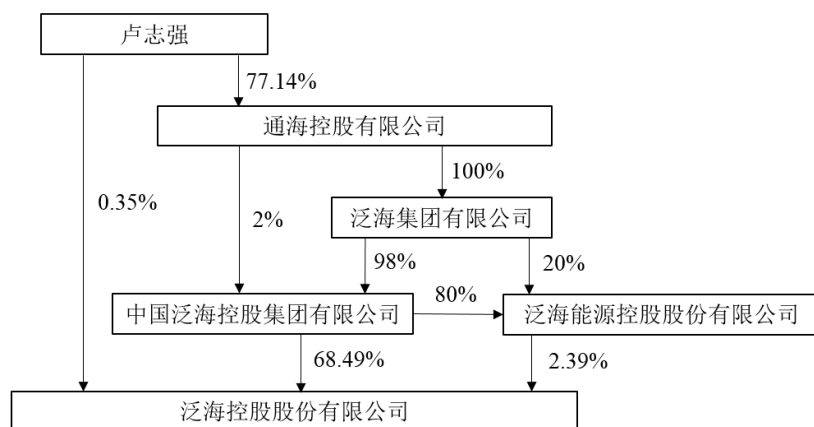 卢志强
77.14%
通海控股有限公司
100%
0.35%
2%
泛海集团有限公司
98%
20%
中国泛海控股集团有限公司
80%
泛海能源控股股份有限公司
68.49%
2.39%
泛海控股股份有限公司